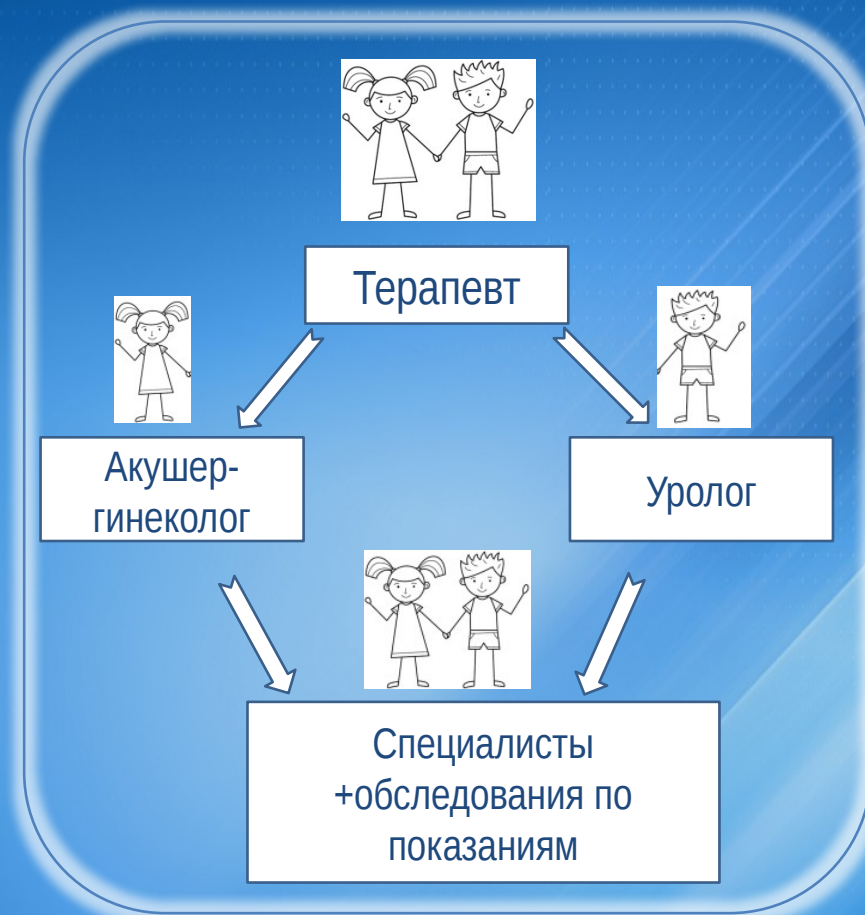 Терапевт
Акушер-
гинеколог
Уролог
Специалисты
+обследования по
показаниям